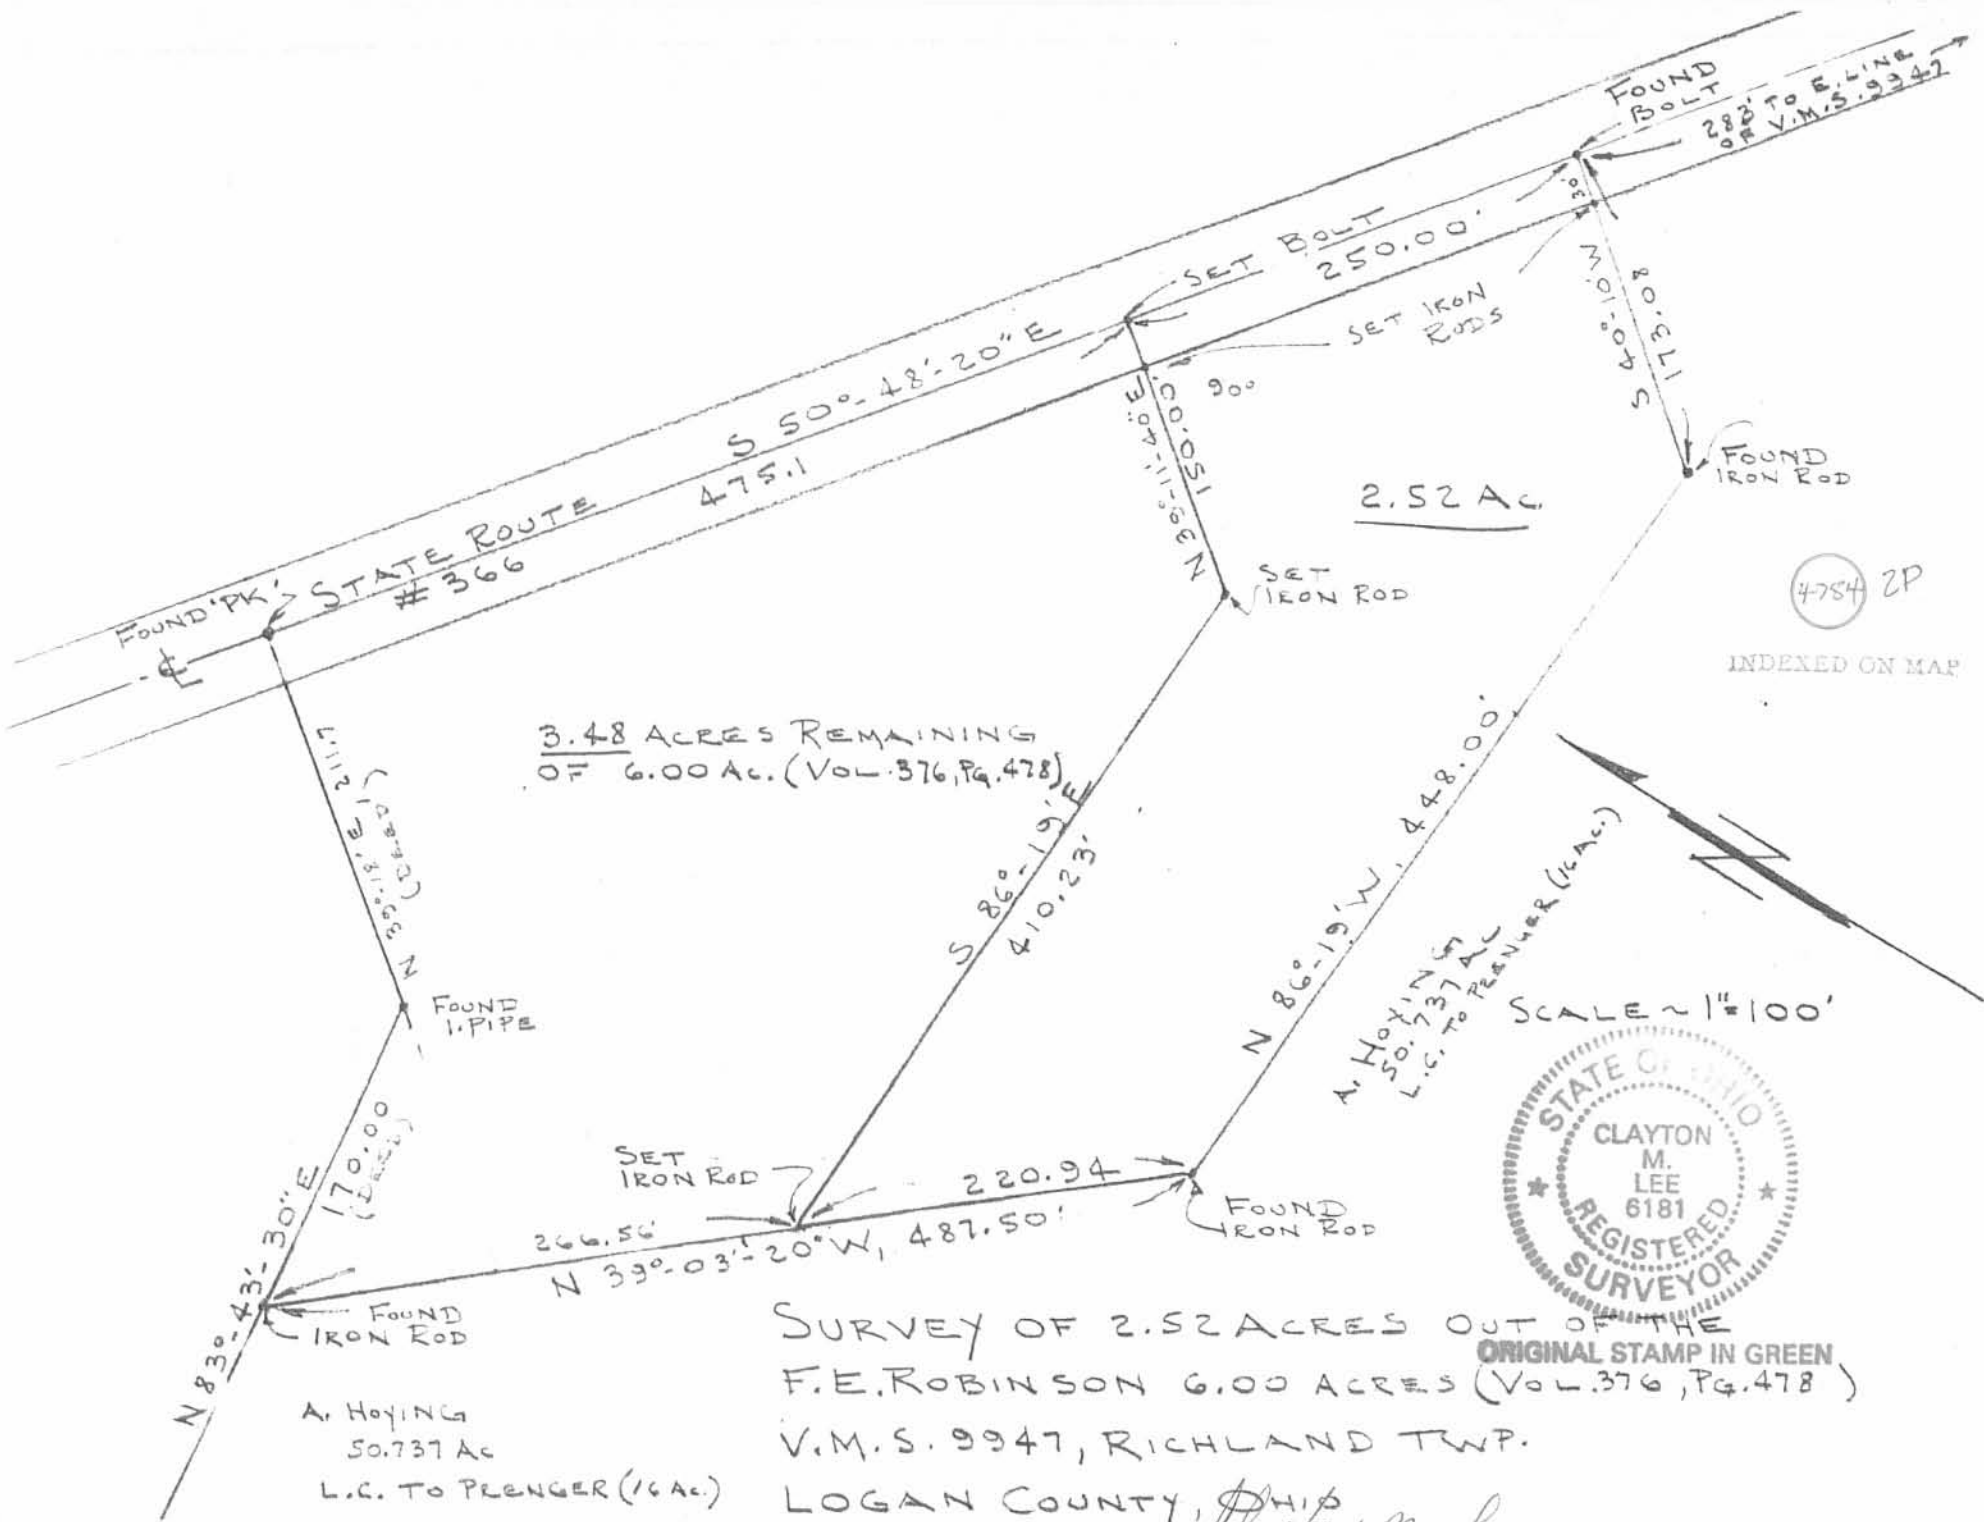 FOUND
BOLT
283' TO E. LINE
OF V.M.S. 9947
30'
SET BOLT
250.00'
SET IRON
RODS
S 40°-10' W
173.08
S 50°-48'-20" E
475.1
N 39°-11'-40" E
150.00'
90°
2.52 AC.
FOUND
IRON ROD
FOUND 'PK'
STATE ROUTE
# 366
℄
SET
IRON ROD
4784 2P
INDEXED ON MAP
3.48 ACRES REMAINING
OF 6.00 AC. (VOL. 376, PG. 478)
N 39°-18' E, 211.7
(DEED)
S 86°-19' E
410.23'
N 86°-19' W, 448.00'
A. HOYING
50.737 AC
L.C. TO PRENGER (16 AC.)
FOUND
I. PIPE
SCALE ~ 1"=100'
STATE OF OHIO
CLAYTON
M.
LEE
6181
REGISTERED
SURVEYOR
170.00
(DEED)
N 83°-43'-30" E
SET
IRON ROD
220.94
266.56'
N 39°-03'-20" W, 487.50'
FOUND
IRON ROD
FOUND
IRON ROD
A. HOYING
50.737 AC
L.C. TO PRENGER (16 AC.)
SURVEY OF 2.52 ACRES OUT OF THE
ORIGINAL STAMP IN GREEN
F.E. ROBINSON 6.00 ACRES (VOL. 376, PG. 478)
V.M.S. 9947, RICHLAND TWP.
LOGAN COUNTY, OHIO